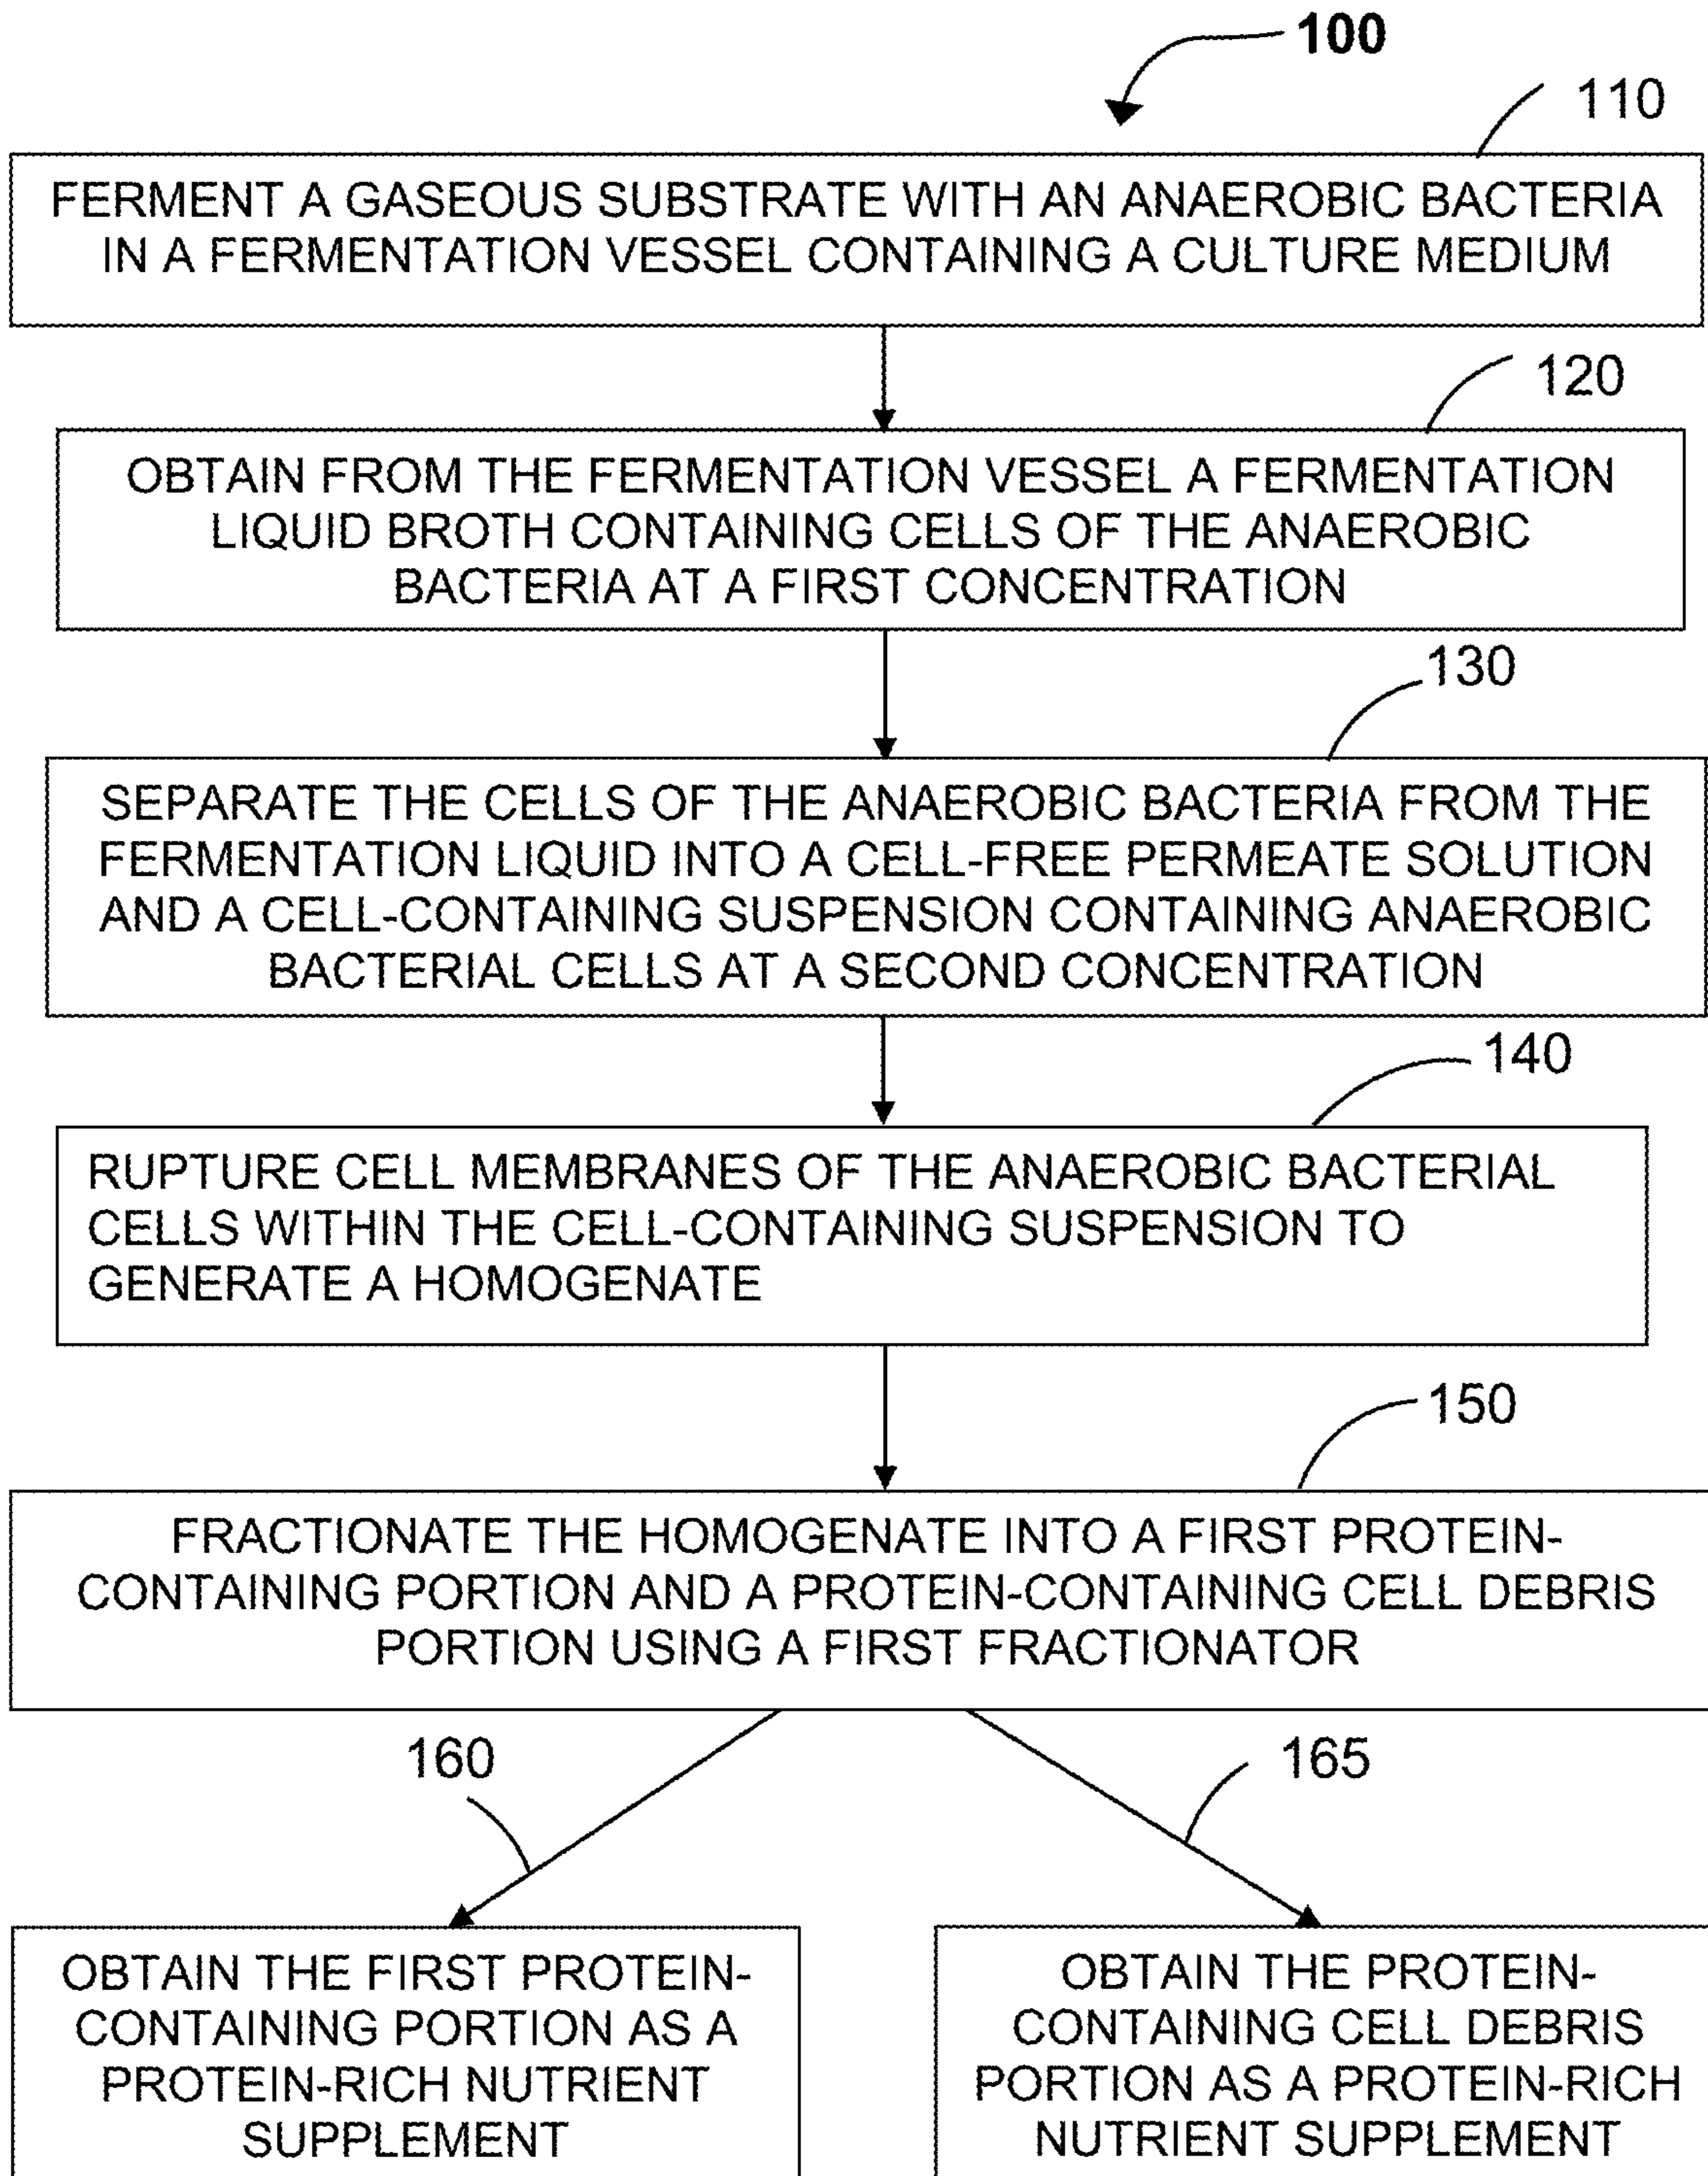 100
110
FERMENT A GASEOUS SUBSTRATE WITH AN ANAEROBIC BACTERIA
IN A FERMENTATION VESSEL CONTAINING A CULTURE MEDIUM
120
OBTAIN FROM THE FERMENTATION VESSEL A FERMENTATION
LIQUID BROTH CONTAINING CELLS OF THE ANAEROBIC
BACTERIA AT A FIRST CONCENTRATION
130
SEPARATE THE CELLS OF THE ANAEROBIC BACTERIA FROM THE
FERMENTATION LIQUID INTO A CELL-FREE PERMEATE SOLUTION
AND A CELL-CONTAINING SUSPENSION CONTAINING ANAEROBIC
BACTERIAL CELLS AT A SECOND CONCENTRATION
140
RUPTURE CELL MEMBRANES OF THE ANAEROBIC BACTERIAL
CELLS WITHIN THE CELL-CONTAINING SUSPENSION TO
GENERATE A HOMOGENATE
150
FRACTIONATE THE HOMOGENATE INTO A FIRST PROTEIN-
CONTAINING PORTION AND A PROTEIN-CONTAINING CELL DEBRIS
PORTION USING A FIRST FRACTIONATOR
160
165
OBTAIN THE FIRST PROTEIN-
CONTAINING PORTION AS A
PROTEIN-RICH NUTRIENT
SUPPLEMENT
OBTAIN THE PROTEIN-
CONTAINING CELL DEBRIS
PORTION AS A PROTEIN-RICH
NUTRIENT SUPPLEMENT